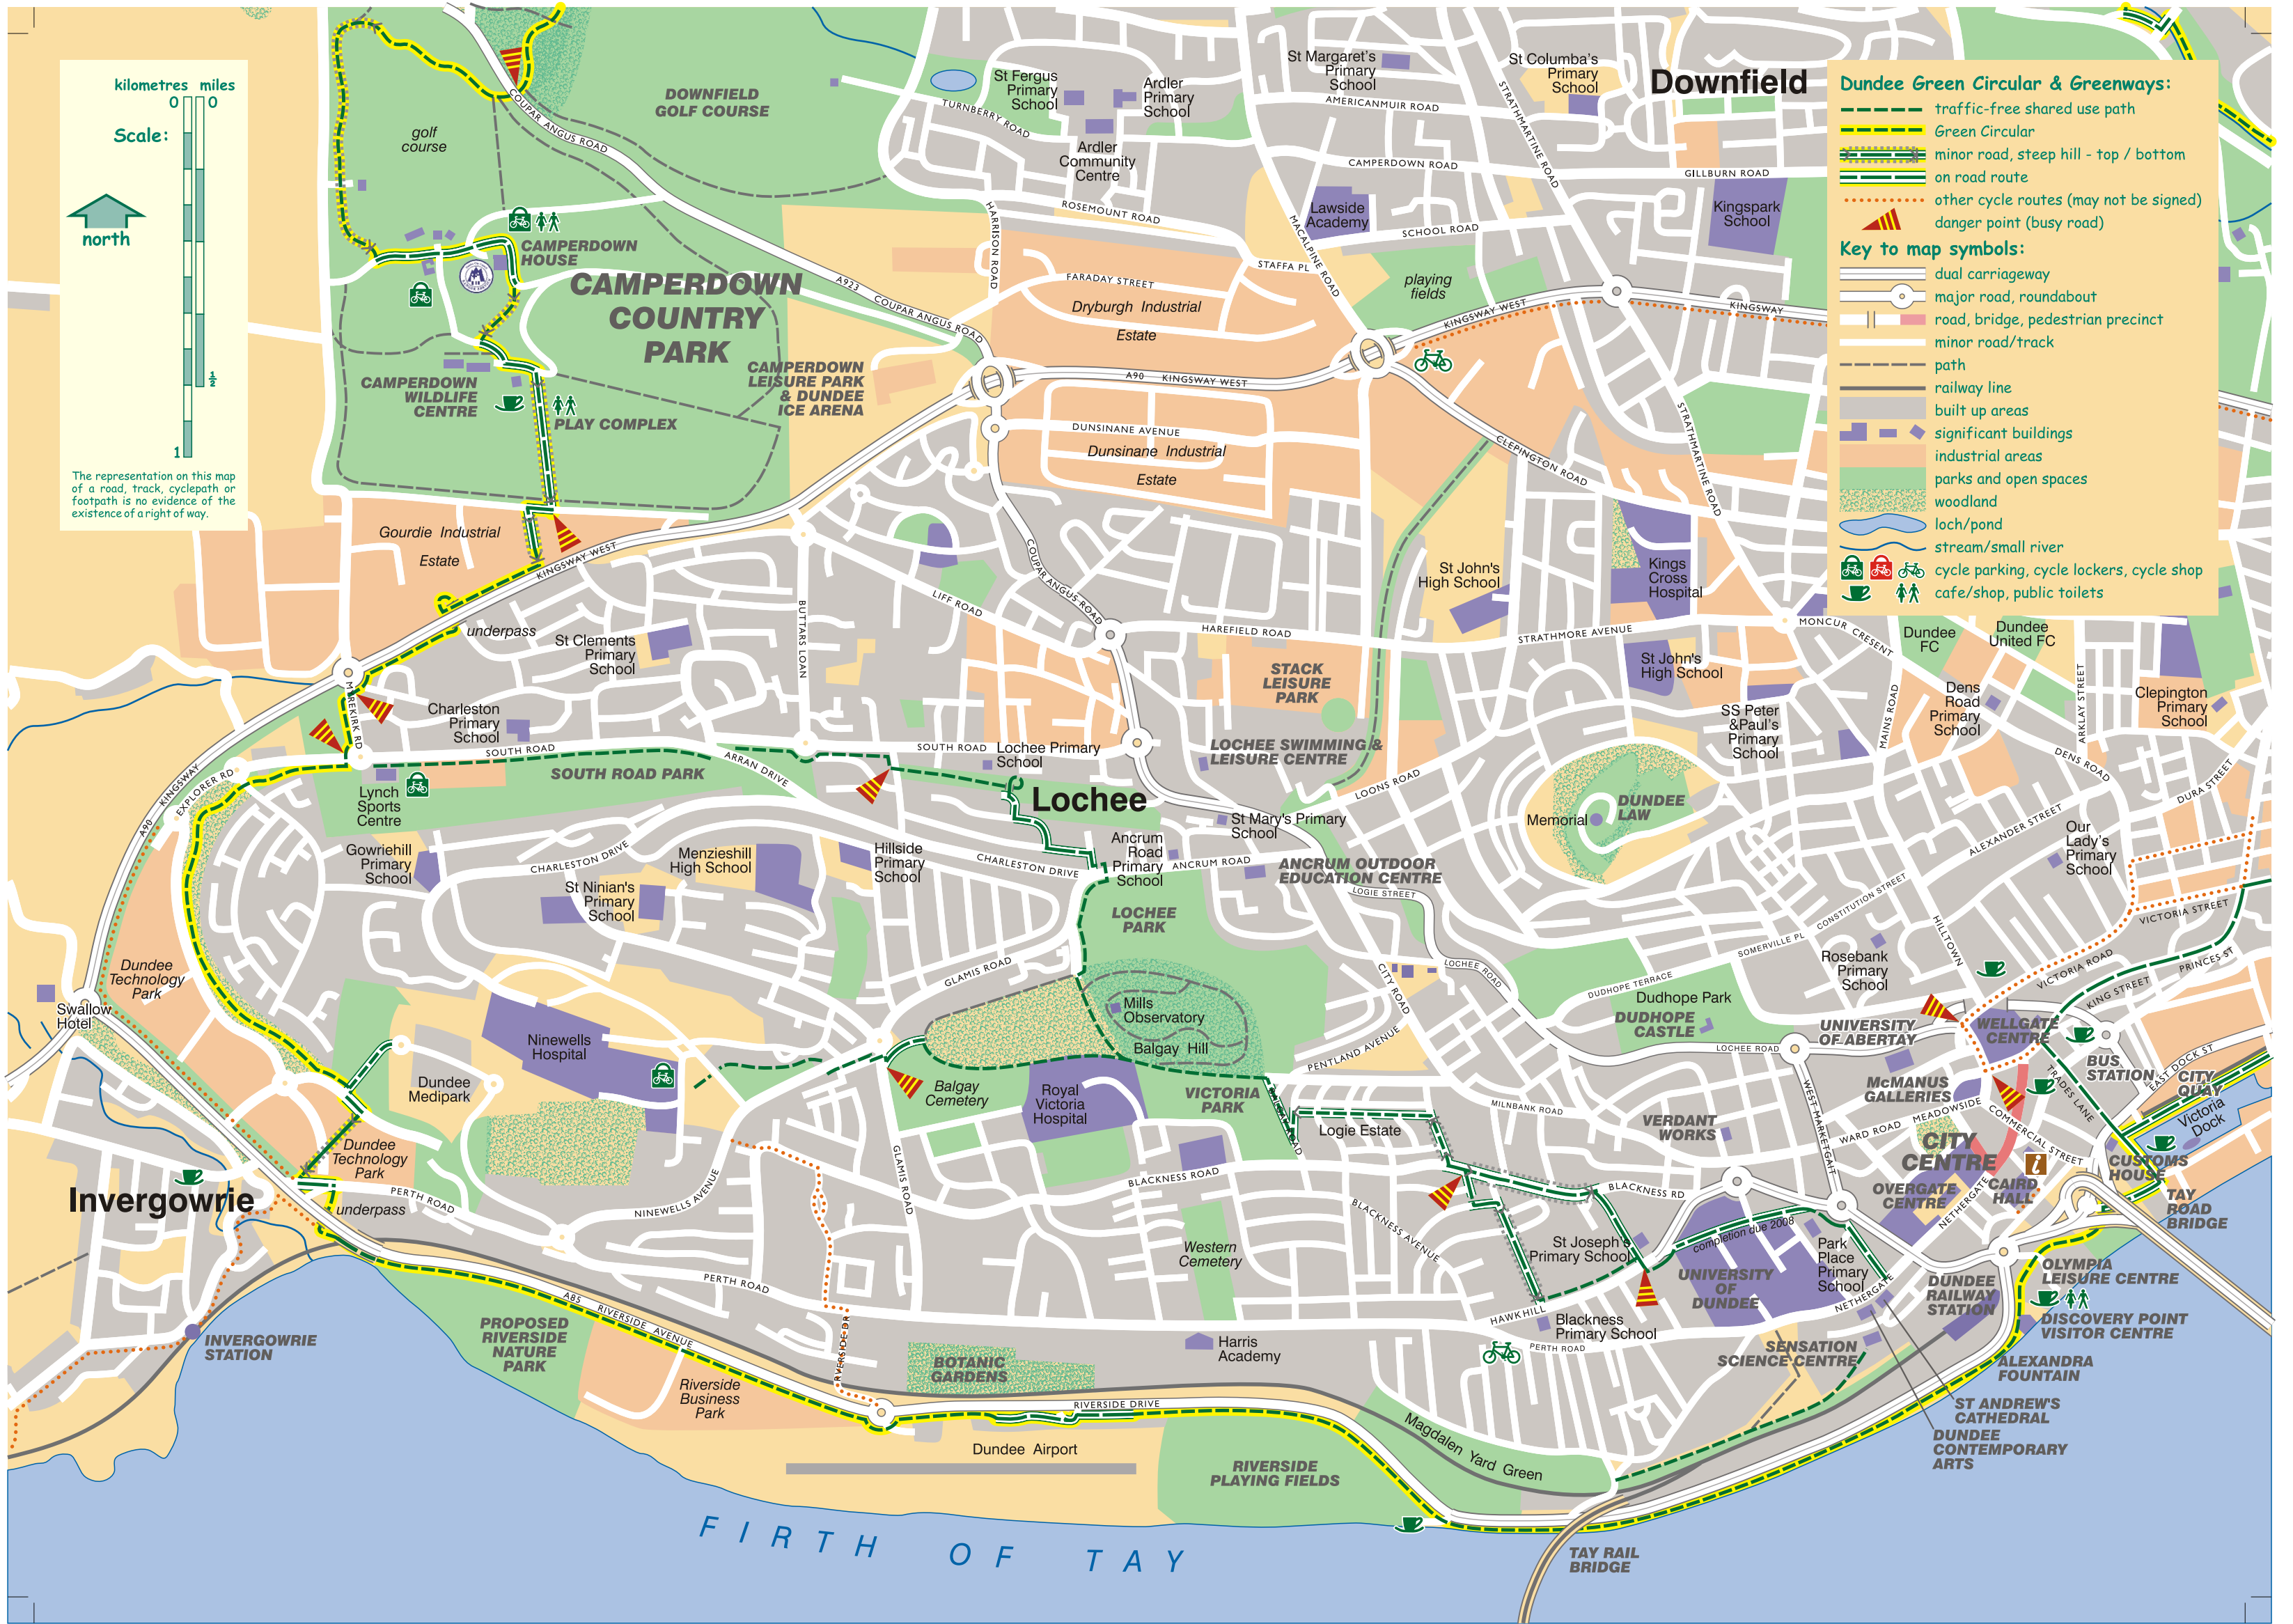 kilometres miles
0 0
Scale:
north
½
1
The representation on this map
of a road, track, cyclepath or
footpath is no evidence of the
existence of a right of way.
Dundee Green Circular & Greenways:
traffic-free shared use path
Green Circular
minor road, steep hill - top / bottom
on road route
other cycle routes (may not be signed)
danger point (busy road)
Key to map symbols:
dual carriageway
major road, roundabout
road, bridge, pedestrian precinct
minor road/track
path
railway line
built up areas
significant buildings
industrial areas
parks and open spaces
woodland
loch/pond
stream/small river
cycle parking, cycle lockers, cycle shop
cafe/shop, public toilets
golf
course
COUPAR ANGUS ROAD
DOWNFIELD
GOLF COURSE
St Fergus
Primary
School
Ardler
Primary
School
TURNBERRY ROAD
Ardler
Community
Centre
St Margaret's
Primary
School
AMERICANMUIR ROAD
St Columba's
Primary
School
STRATHMARTINE ROAD
Downfield
CAMPERDOWN ROAD
GILLBURN ROAD
Lawside
Academy
SCHOOL ROAD
Kingspark
School
ROSEMOUNT ROAD
HARRISON ROAD
MACALPINE ROAD
STAFFA PL
FARADAY STREET
Dryburgh Industrial
Estate
playing
fields
KINGSWAY WEST
KINGSWAY
CAMPERDOWN
HOUSE
CAMPERDOWN
COUNTRY
PARK
A923 COUPAR ANGUS ROAD
CAMPERDOWN
LEISURE PARK
& DUNDEE
ICE ARENA
CAMPERDOWN
WILDLIFE
CENTRE
PLAY COMPLEX
A90 KINGSWAY WEST
DUNSINANE AVENUE
Dunsinane Industrial
Estate
CLEPINGTON ROAD
STRATHMARTINE ROAD
Gourdie Industrial
Estate
KINGSWAY WEST
underpass
St Clements
Primary
School
BUTTARS LOAN
LIFF ROAD
COUPAR ANGUS ROAD
HAREFIELD ROAD
St John's
High School
Kings
Cross
Hospital
STRATHMORE AVENUE
St John's
High School
MONCUR CRESENT
Dundee
FC
Dundee
United FC
MYREKIRK RD
Charleston
Primary
School
SOUTH ROAD
SOUTH ROAD PARK
ARRAN DRIVE
SOUTH ROAD
Lochee Primary
School
STACK
LEISURE
PARK
LOCHEE SWIMMING &
LEISURE CENTRE
LOONS ROAD
SS Peter
&Paul's
Primary
School
MAINS ROAD
Dens
Road
Primary
School
ARKLAY STREET
Clepington
Primary
School
DENS ROAD
DURA STREET
A90 KINGSWAY
EXPLORER RD
Lynch
Sports
Centre
Lochee
St Mary's Primary
School
Memorial
DUNDEE
LAW
ALEXANDER STREET
Our
Lady's
Primary
School
Gowriehill
Primary
School
CHARLESTON DRIVE
Menzieshill
High School
Hillside
Primary
School
CHARLESTON DRIVE
Ancrum
Road
Primary
School
ANCRUM ROAD
ANCRUM OUTDOOR
EDUCATION CENTRE
LOGIE STREET
St Ninian's
Primary
School
LOCHEE
PARK
CONSTITUTION STREET
SOMERVILLE PL
HILLTOWN
VICTORIA STREET
Dundee
Technology
Park
Swallow
Hotel
GLAMIS ROAD
CITY ROAD
LOCHEE ROAD
DUDHOPE TERRACE
Rosebank
Primary
School
VICTORIA ROAD
PRINCES ST
KING STREET
Ninewells
Hospital
Mills
Observatory
Balgay Hill
Dudhope Park
DUDHOPE
CASTLE
UNIVERSITY
OF ABERTAY
WELLGATE
CENTRE
PENTLAND AVENUE
LOCHEE ROAD
BUS
STATION
EAST DOCK ST
CITY
QUAY
Victoria
Dock
Dundee
Medipark
Balgay
Cemetery
Royal
Victoria
Hospital
VICTORIA
PARK
BALGAY ROAD
Logie Estate
MILNBANK ROAD
VERDANT
WORKS
WEST MARKETGAIT
McMANUS
GALLERIES
MEADOWSIDE
WARD ROAD
COMMERCIAL STREET
TRADES LANE
Dundee
Technology
Park
PERTH ROAD
Invergowrie
underpass
NINEWELLS AVENUE
GLAMIS ROAD
BLACKNESS ROAD
BLACKNESS AVENUE
BLACKNESS RD
CITY
CENTRE
OVERGATE
CENTRE
NETHERGATE
CAIRD
HALL
CUSTOMS
HOUSE
TAY
ROAD
BRIDGE
Western
Cemetery
St Joseph's
Primary School
completion due 2008
UNIVERSITY
OF
DUNDEE
Park
Place
Primary
School
NETHERGATE
DUNDEE
RAILWAY
STATION
OLYMPIA
LEISURE CENTRE
DISCOVERY POINT
VISITOR CENTRE
INVERGOWRIE
STATION
A85 RIVERSIDE AVENUE
PERTH ROAD
PROPOSED
RIVERSIDE
NATURE
PARK
Riverside
Business
Park
RIVERSIDE DR
BOTANIC
GARDENS
Harris
Academy
HAWKHILL
Blackness
Primary School
PERTH ROAD
SENSATION
SCIENCE CENTRE
ALEXANDRA
FOUNTAIN
ST ANDREW'S
CATHEDRAL
DUNDEE
CONTEMPORARY
ARTS
RIVERSIDE DRIVE
Dundee Airport
RIVERSIDE
PLAYING FIELDS
Magdalen Yard Green
FIRTH OF TAY
TAY RAIL
BRIDGE
i